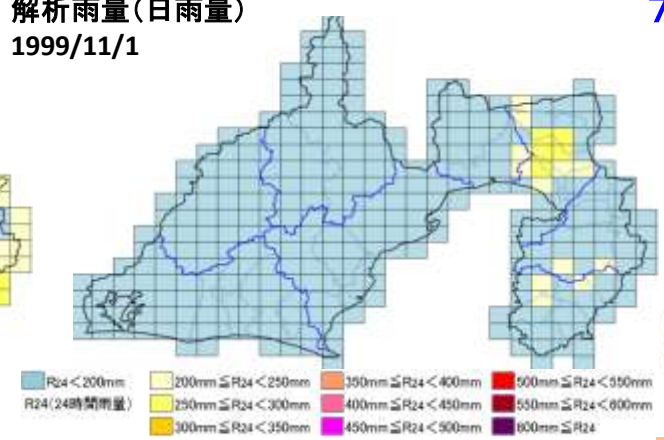 解析雨量(日雨量)
1999/11/1
7
R24<200mm
200mm≦R24<250mm
350mm≦R24<400mm
500mm≦R24<550mm
R24(24時間雨量)
250mm≦R24<300mm
400mm≦R24<450mm
550mm≦R24<600mm
300mm≦R24<350mm
450mm≦R24<500mm
600mm≦R24